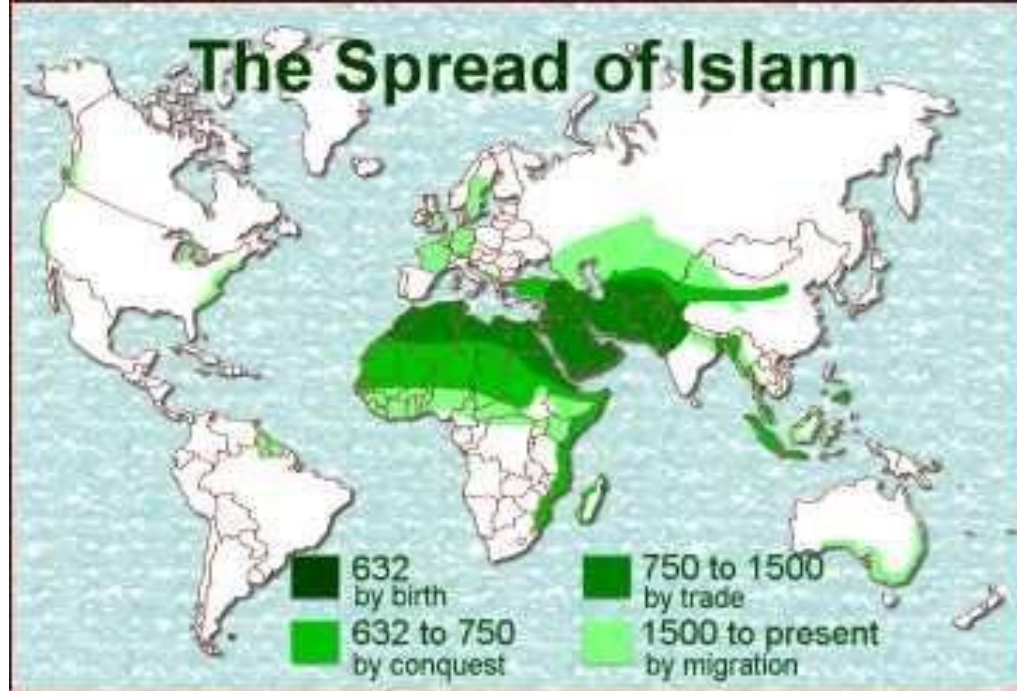 The Spread of Islam
632
by birth
632 to 750
by conquest
750 to 1500
by trade
1500 to present
by migration